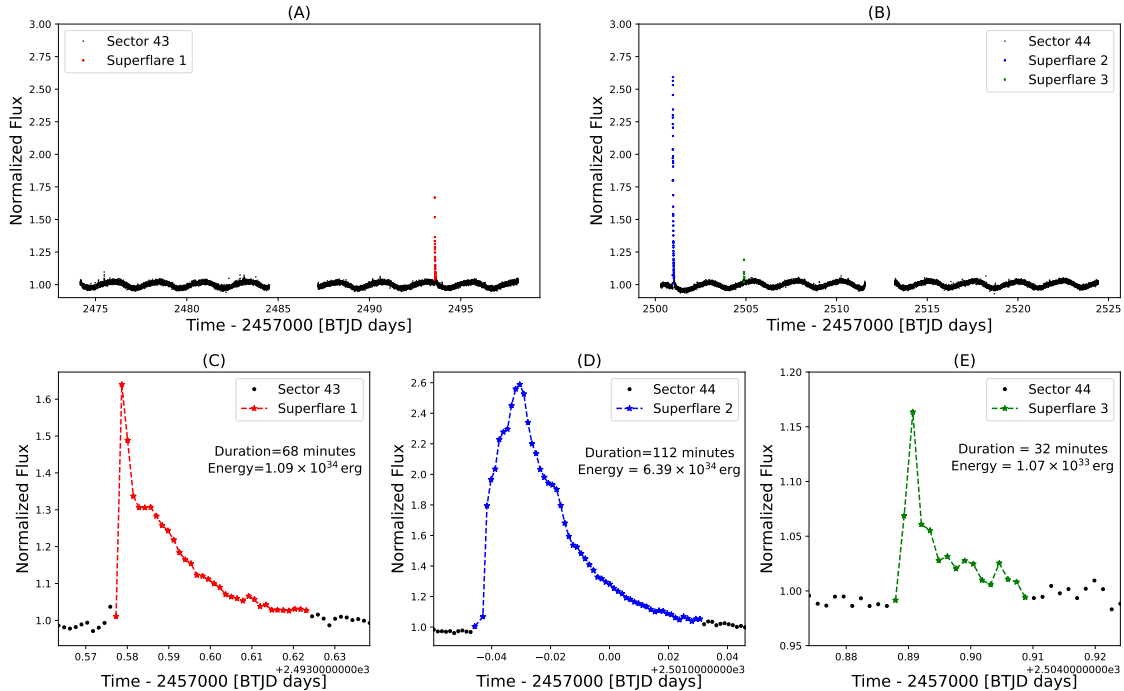 (A)
3.00
2.75
2.50
2.25
2.00
1.75
1.50
1.25
1.00
Normalized Flux
Sector 43
Superflare 1
2475
2480
2485
2490
2495
Time - 2457000 [BTJD days]
(B)
3.00
2.75
2.50
2.25
2.00
1.75
1.50
1.25
1.00
Normalized Flux
Sector 44
Superflare 2
Superflare 3
2500
2505
2510
2515
2520
2525
Time - 2457000 [BTJD days]
(C)
1.6
1.5
1.4
1.3
1.2
1.1
1.0
Normalized Flux
Sector 43
Superflare 1
Duration=68 minutes
Energy=1.09 × 10³⁴ erg
0.57
0.58
0.59
0.60
0.61
0.62
0.63
+2.4930000000e3
Time - 2457000 [BTJD days]
(D)
2.6
2.4
2.2
2.0
1.8
1.6
1.4
1.2
1.0
Normalized Flux
Sector 44
Superflare 2
Duration=112 minutes
Energy = 6.39 × 10³⁴ erg
−0.04
−0.02
0.00
0.02
0.04
+2.5010000000e3
Time - 2457000 [BTJD days]
(E)
1.20
1.15
1.10
1.05
1.00
0.95
Normalized Flux
Sector 44
Superflare 3
Duration = 32 minutes
Energy = 1.07 × 10³³ erg
0.88
0.89
0.90
0.91
0.92
+2.5040000000e3
Time - 2457000 [BTJD days]